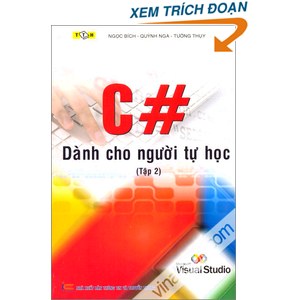 XEM TRÍCH ĐOẠN
NGỌC BÍCH - QUỲNH NGA - TƯỜNG THỤY
C#
Dành cho người tự học
(Tập 2)
Visual Studio